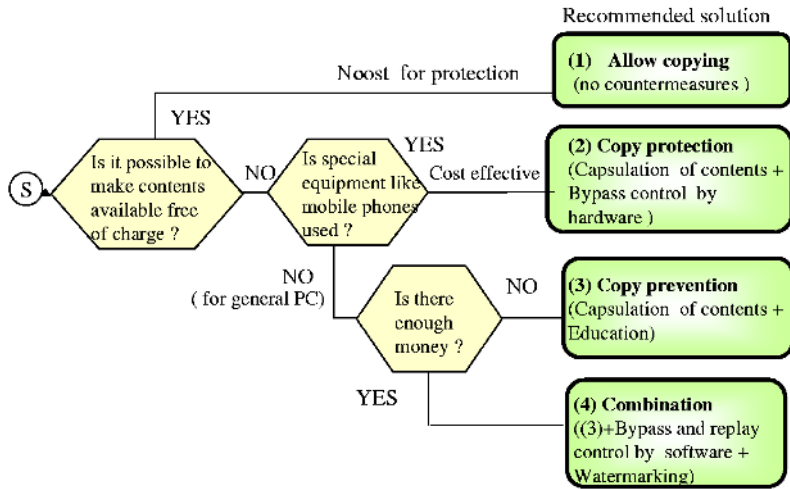 Recommended solution
(1) Allow copying
(no countermeasures )
Noost for protection
YES
Is it possible to
make contents
available free
of charge ?
S
NO
Is special
equipment like
mobile phones
used ?
YES
Cost effective
(2) Copy protection
(Capsulation of contents +
Bypass control by
hardware )
NO
( for general PC)
Is there
enough
money ?
NO
(3) Copy prevention
(Capsulation of contents +
Education)
YES
(4) Combination
((3)+Bypass and replay
control by software +
Watermarking)